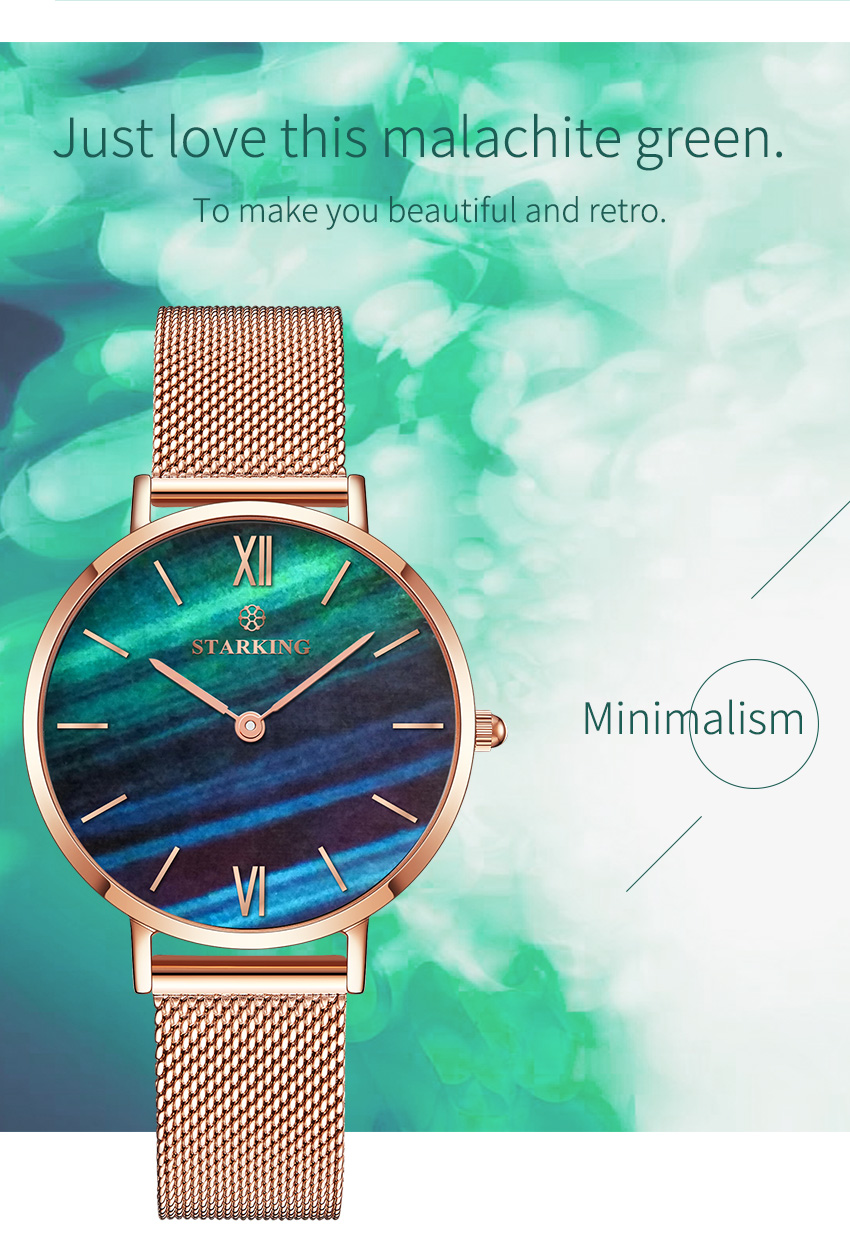 Just love this malachite green.
To make you beautiful and retro.
XII
STARKING
Minimalism
VI